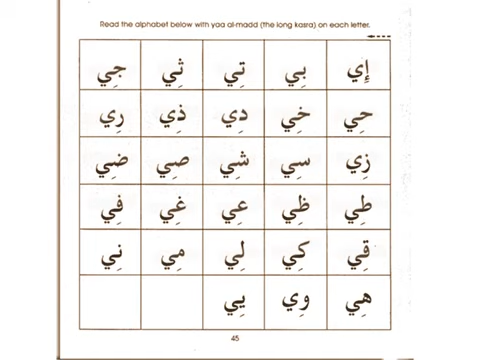 Read the alphabet below with yaa al-madd (the long kasra) on each letter.
إِي بِي تِي ثِي جِي
حِي خِي دِي ذِي رِي
زِي سِي شِي صِي ضِي
طِي ظِي عِي غِي فِي
قِي كِي لِي مِي نِي
هِي وِي يِي
45